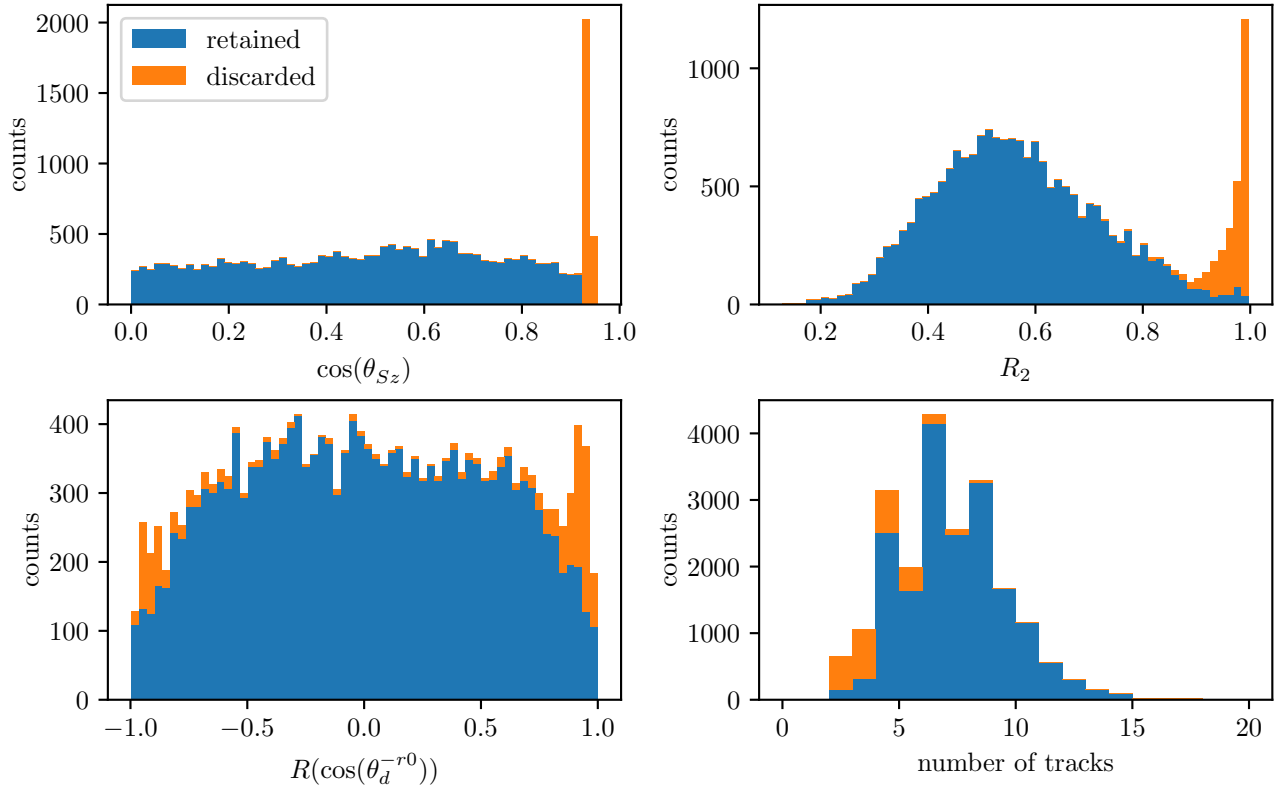 2000
1500
1000
500
0
counts
retained
discarded
0.0 0.2 0.4 0.6 0.8 1.0
cos(θ_{Sz})
1000
500
0
counts
0.2 0.4 0.6 0.8 1.0
R_2
400
300
200
100
0
counts
−1.0 −0.5 0.0 0.5 1.0
R(cos(θ_d^{−r0}))
4000
3000
2000
1000
0
counts
0 5 10 15 20
number of tracks